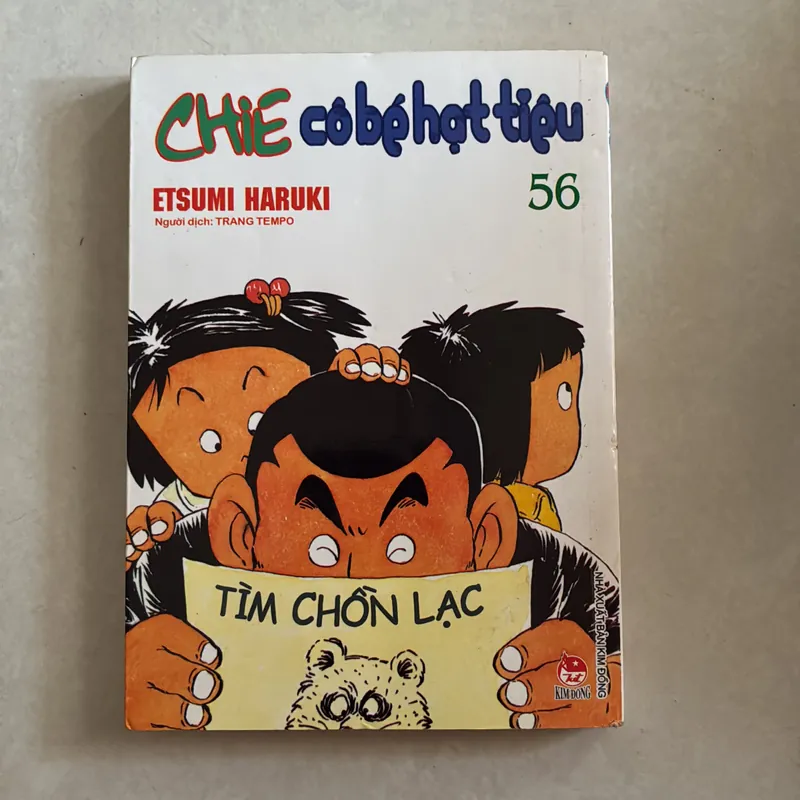 CHiE cô bé hạt tiêu
ETSUMI HARUKI
56
Người dịch: TRANG TEMPO
TÌM CHỒN LẠC
NHÀ XUẤT BẢN KIM ĐỒNG
KIM ĐỒNG